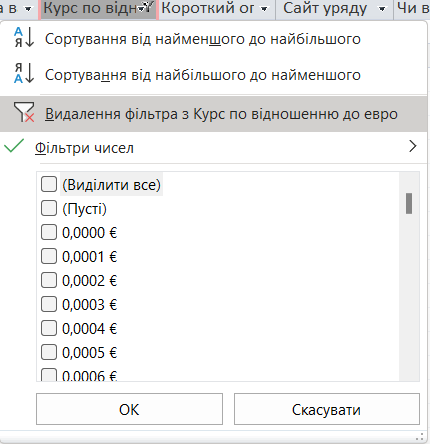 а в Курс по відно Короткий ог Сайт уряду Чи в
Сортування від найменшого до найбільшого
Сортування від найбільшого до найменшого
Видалення фільтра з Курс по відношенню до евро
Фільтри чисел
(Виділити все)
(Пусті)
0,0000 €
0,0001 €
0,0002 €
0,0003 €
0,0004 €
0,0005 €
0,0006 €
ОК Скасувати